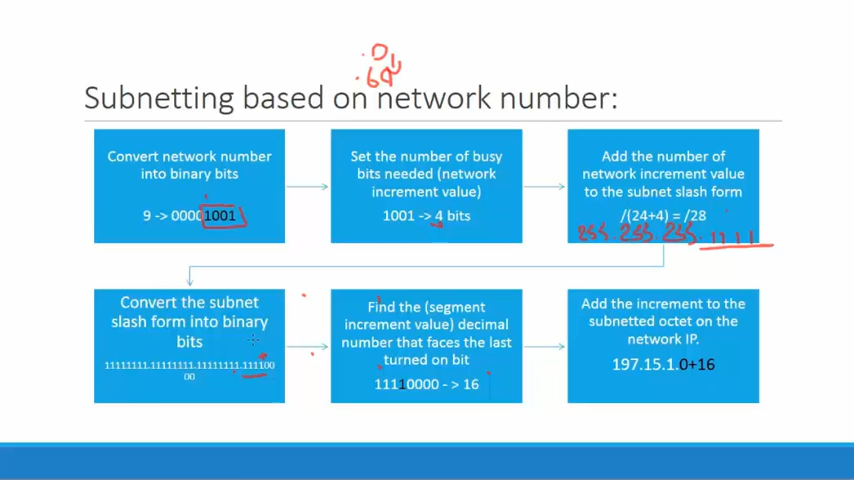 .0
.64
Subnetting based on network number:
Convert network number
into binary bits
9 -> 00001001
Set the number of busy
bits needed (network
increment value)
1001 -> 4 bits
Add the number of
network increment value
to the subnet slash form
/(24+4) = /28
255.255.255.1111
Convert the subnet
slash form into binary
bits
11111111.11111111.11111111.111100
00
Find the (segment
increment value) decimal
number that faces the last
turned on bit
11110000 - > 16
Add the increment to the
subnetted octet on the
network IP.
197.15.1.0+16